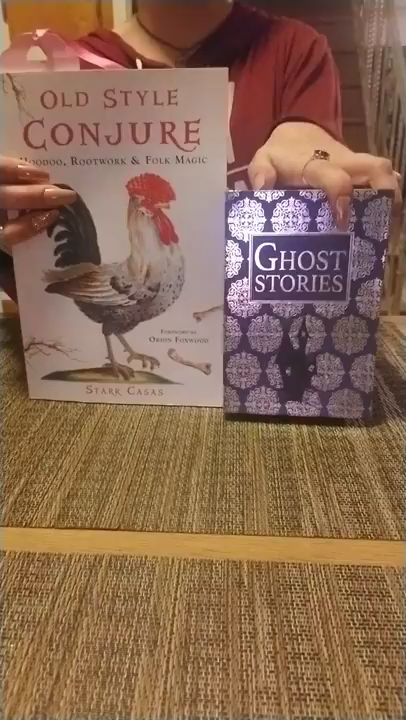 OLD STYLE
CONJURE
HOODOO, ROOTWORK & FOLK MAGIC
FOREWORD BY
ORION FOXWOOD
STARR CASAS
GHOST
STORIES